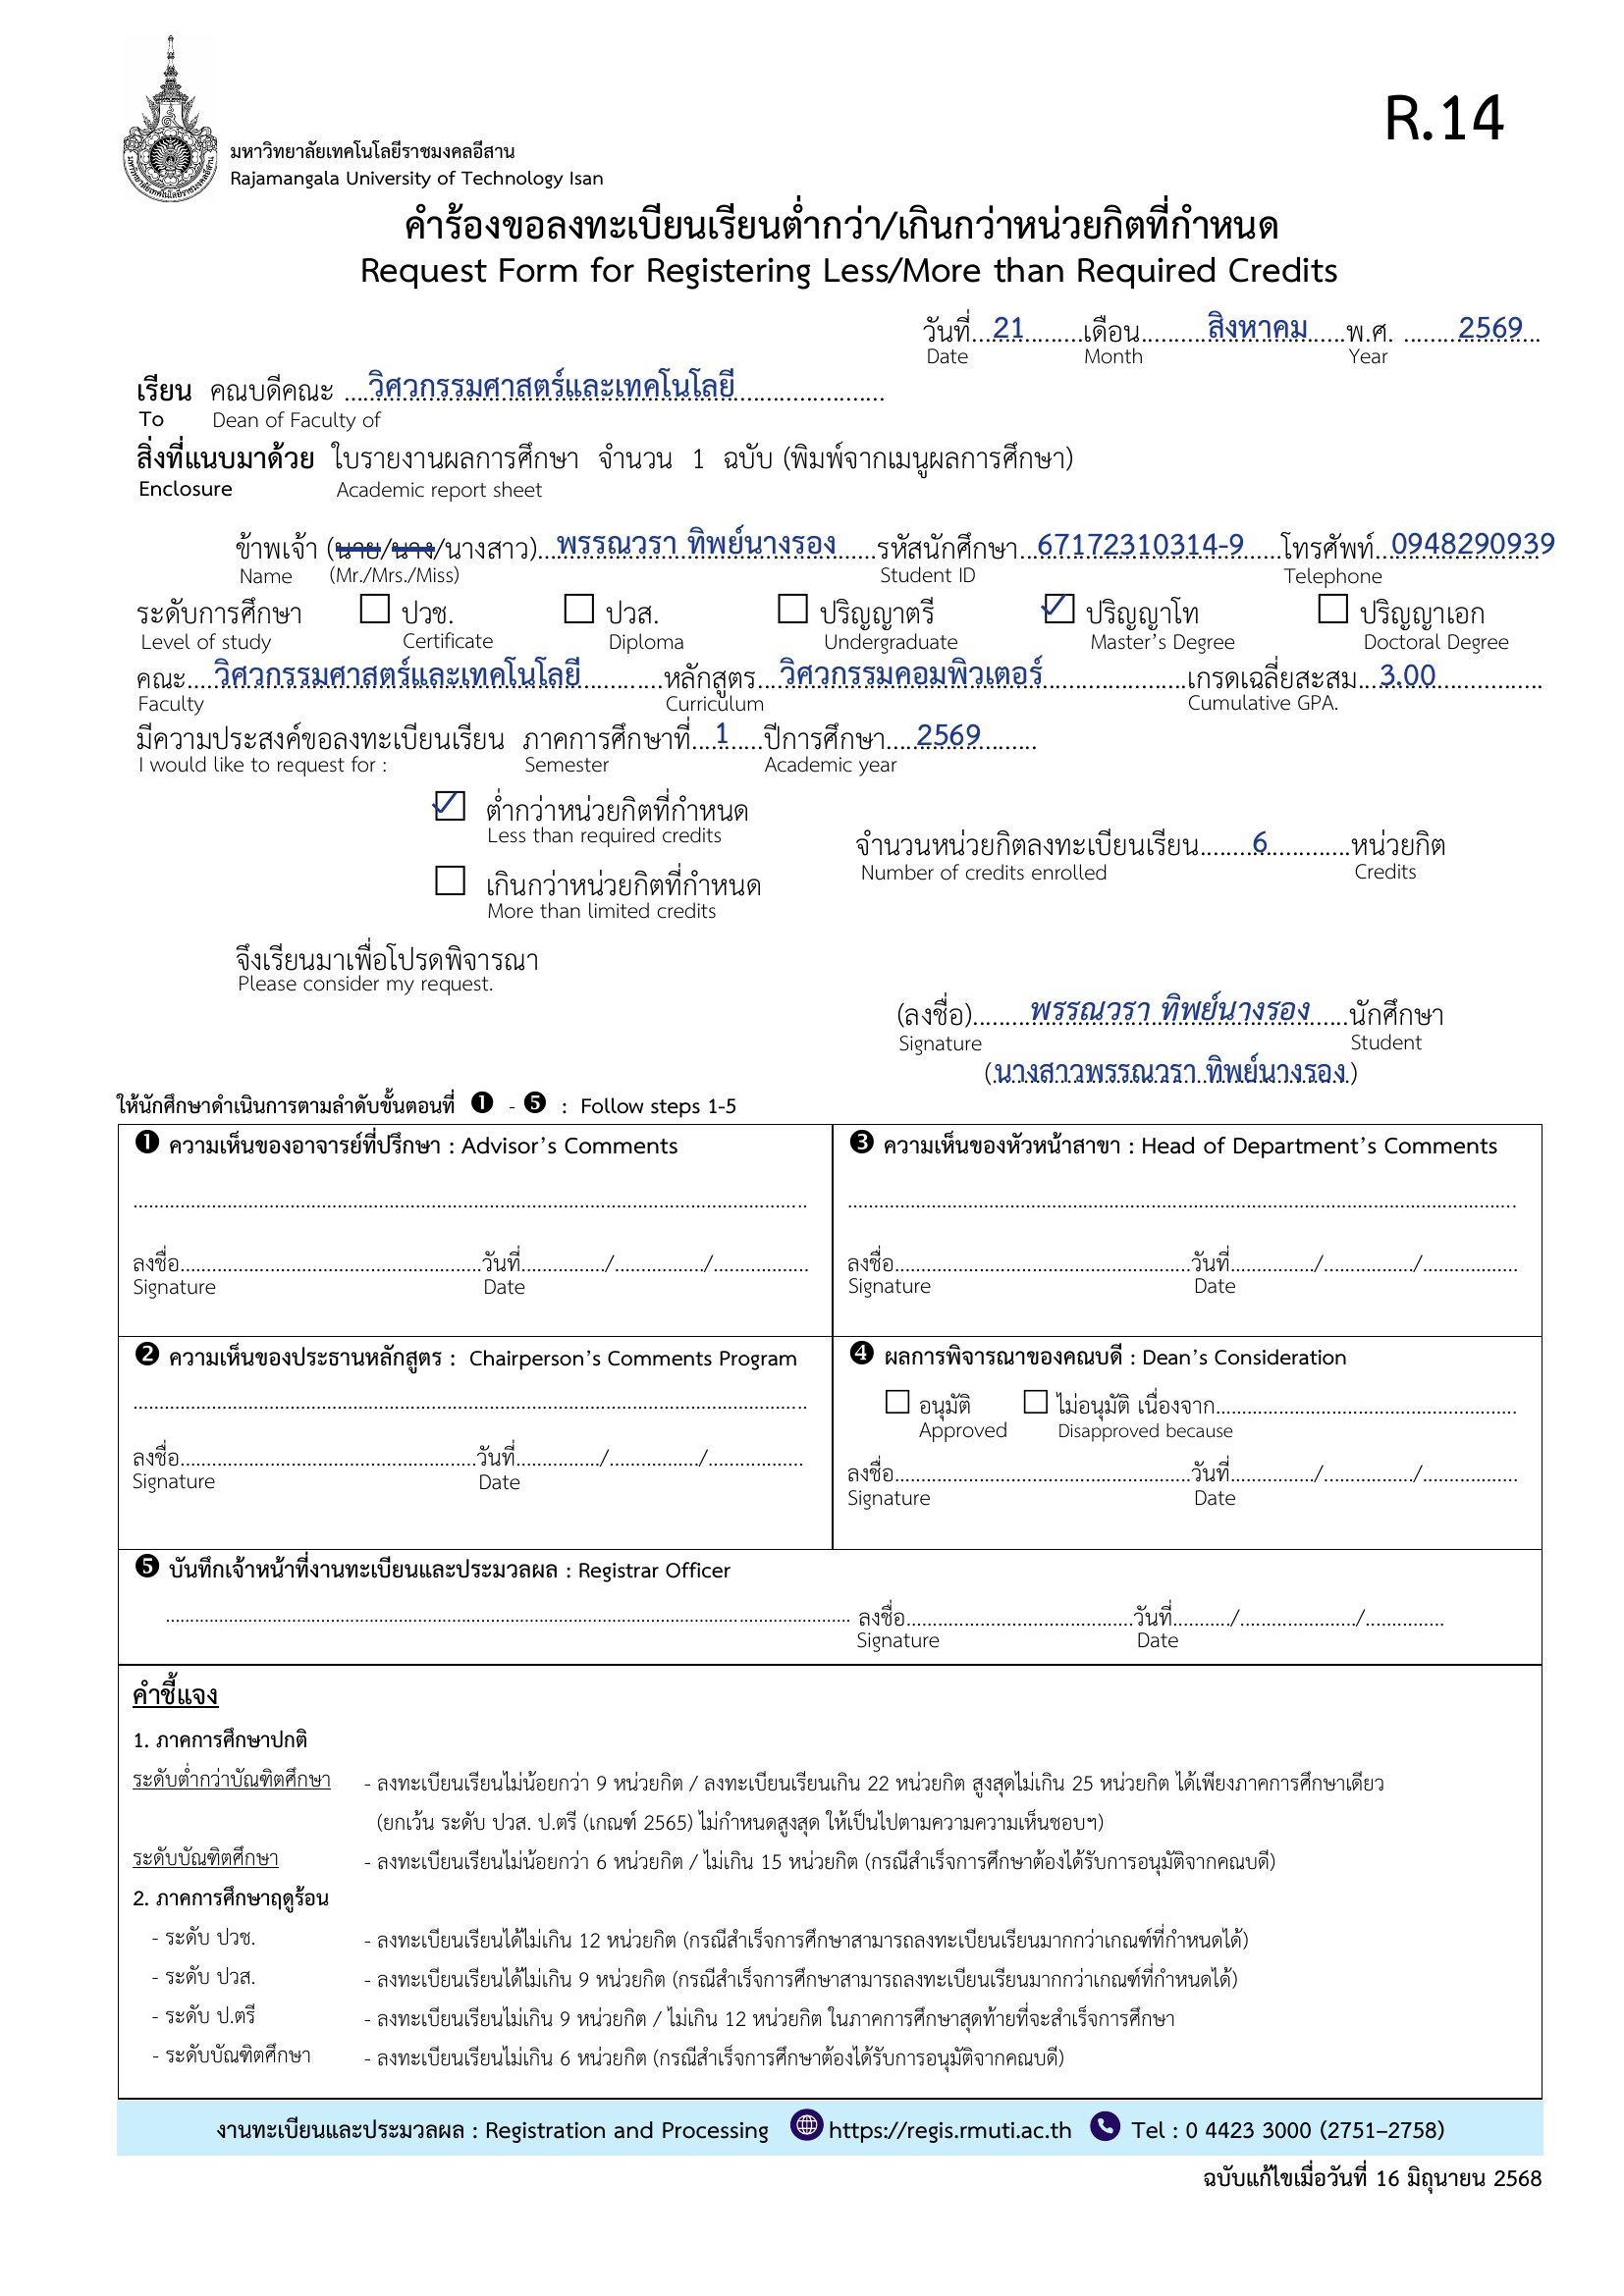 R.14
มหาวิทยาลัยเทคโนโลยีราชมงคลอีสาน
Rajamangala University of Technology Isan
คำร้องขอลงทะเบียนเรียนต่ำกว่า/เกินกว่าหน่วยกิตที่กำหนด
Request Form for Registering Less/More than Required Credits
วันที่...21...เดือน...สิงหาคม...พ.ศ. ...2569...
Date Month Year
เรียน คณบดีคณะ ...วิศวกรรมศาสตร์และเทคโนโลยี...
To Dean of Faculty of
สิ่งที่แนบมาด้วย ใบรายงานผลการศึกษา จำนวน 1 ฉบับ (พิมพ์จากเมนูผลการศึกษา)
Enclosure Academic report sheet
ข้าพเจ้า (นาย/นาง/นางสาว)...พรรณวรา ทิพย์นางรอง...รหัสนักศึกษา...67172310314-9...โทรศัพท์...0948290939
Name (Mr./Mrs./Miss) Student ID Telephone
ระดับการศึกษา ☐ ปวช. ☐ ปวส. ☐ ปริญญาตรี ☑ ปริญญาโท ☐ ปริญญาเอก
Level of study Certificate Diploma Undergraduate Master's Degree Doctoral Degree
คณะ...วิศวกรรมศาสตร์และเทคโนโลยี...หลักสูตร...วิศวกรรมคอมพิวเตอร์...เกรดเฉลี่ยสะสม...3.00...
Faculty Curriculum Cumulative GPA.
มีความประสงค์ขอลงทะเบียนเรียน ภาคการศึกษาที่...1...ปีการศึกษา...2569...
I would like to request for : Semester Academic year
☑ ต่ำกว่าหน่วยกิตที่กำหนด
Less than required credits
จำนวนหน่วยกิตลงทะเบียนเรียน...6...หน่วยกิต
Number of credits enrolled Credits
☐ เกินกว่าหน่วยกิตที่กำหนด
More than limited credits
จึงเรียนมาเพื่อโปรดพิจารณา
Please consider my request.
(ลงชื่อ)...พรรณวรา ทิพย์นางรอง...นักศึกษา
Signature Student
(นางสาวพรรณวรา ทิพย์นางรอง)
ให้นักศึกษาดำเนินการตามลำดับขั้นตอนที่ ❶ - ❺ : Follow steps 1-5
❶ ความเห็นของอาจารย์ที่ปรึกษา : Advisor's Comments
ลงชื่อ...วันที่.../.../...
Signature Date
❸ ความเห็นของหัวหน้าสาขา : Head of Department's Comments
ลงชื่อ...วันที่.../.../...
Signature Date
❷ ความเห็นของประธานหลักสูตร : Chairperson's Comments Program
ลงชื่อ...วันที่.../.../...
Signature Date
❹ ผลการพิจารณาของคณบดี : Dean's Consideration
☐ อนุมัติ ☐ ไม่อนุมัติ เนื่องจาก...
Approved Disapproved because
ลงชื่อ...วันที่.../.../...
Signature Date
❺ บันทึกเจ้าหน้าที่งานทะเบียนและประมวลผล : Registrar Officer
ลงชื่อ...วันที่.../.../...
Signature Date
คำชี้แจง
1. ภาคการศึกษาปกติ
ระดับต่ำกว่าบัณฑิตศึกษา - ลงทะเบียนเรียนไม่น้อยกว่า 9 หน่วยกิต / ลงทะเบียนเรียนเกิน 22 หน่วยกิต สูงสุดไม่เกิน 25 หน่วยกิต ได้เพียงภาคการศึกษาเดียว
(ยกเว้น ระดับ ปวส. ป.ตรี (เกณฑ์ 2565) ไม่กำหนดสูงสุด ให้เป็นไปตามความความเห็นชอบฯ)
ระดับบัณฑิตศึกษา - ลงทะเบียนเรียนไม่น้อยกว่า 6 หน่วยกิต / ไม่เกิน 15 หน่วยกิต (กรณีสำเร็จการศึกษาต้องได้รับการอนุมัติจากคณบดี)
2. ภาคการศึกษาฤดูร้อน
- ระดับ ปวช. - ลงทะเบียนเรียนได้ไม่เกิน 12 หน่วยกิต (กรณีสำเร็จการศึกษาสามารถลงทะเบียนเรียนมากกว่าเกณฑ์ที่กำหนดได้)
- ระดับ ปวส. - ลงทะเบียนเรียนได้ไม่เกิน 9 หน่วยกิต (กรณีสำเร็จการศึกษาสามารถลงทะเบียนเรียนมากกว่าเกณฑ์ที่กำหนดได้)
- ระดับ ป.ตรี - ลงทะเบียนเรียนไม่เกิน 9 หน่วยกิต / ไม่เกิน 12 หน่วยกิต ในภาคการศึกษาสุดท้ายที่จะสำเร็จการศึกษา
- ระดับบัณฑิตศึกษา - ลงทะเบียนเรียนไม่เกิน 6 หน่วยกิต (กรณีสำเร็จการศึกษาต้องได้รับการอนุมัติจากคณบดี)
งานทะเบียนและประมวลผล : Registration and Processing https://regis.rmuti.ac.th Tel : 0 4423 3000 (2751–2758)
ฉบับแก้ไขเมื่อวันที่ 16 มิถุนายน 2568